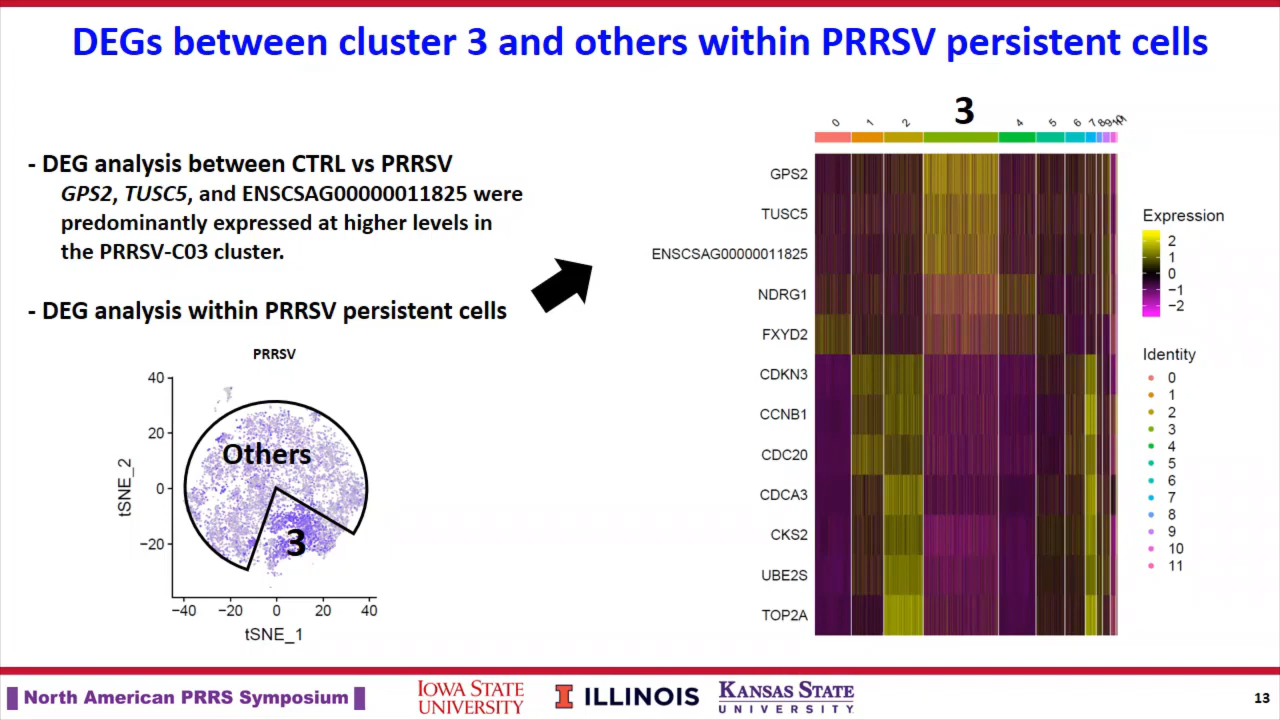 DEGs between cluster 3 and others within PRRSV persistent cells
- DEG analysis between CTRL vs PRRSV
GPS2, TUSC5, and ENSCSAG00000011825 were
predominantly expressed at higher levels in
the PRRSV-C03 cluster.
- DEG analysis within PRRSV persistent cells
PRRSV
40
20
0
−20
tSNE_2
Others
3
−40
−20
0
20
40
tSNE_1
3
0
1
2
4
5
6
7
8
9
10
11
GPS2
TUSC5
ENSCSAG00000011825
NDRG1
FXYD2
CDKN3
CCNB1
CDC20
CDCA3
CKS2
UBE2S
TOP2A
Expression
2
1
0
−1
−2
Identity
0
1
2
3
4
5
6
7
8
9
10
11
North American PRRS Symposium
IOWA STATE
UNIVERSITY
I ILLINOIS
KANSAS STATE
UNIVERSITY
13